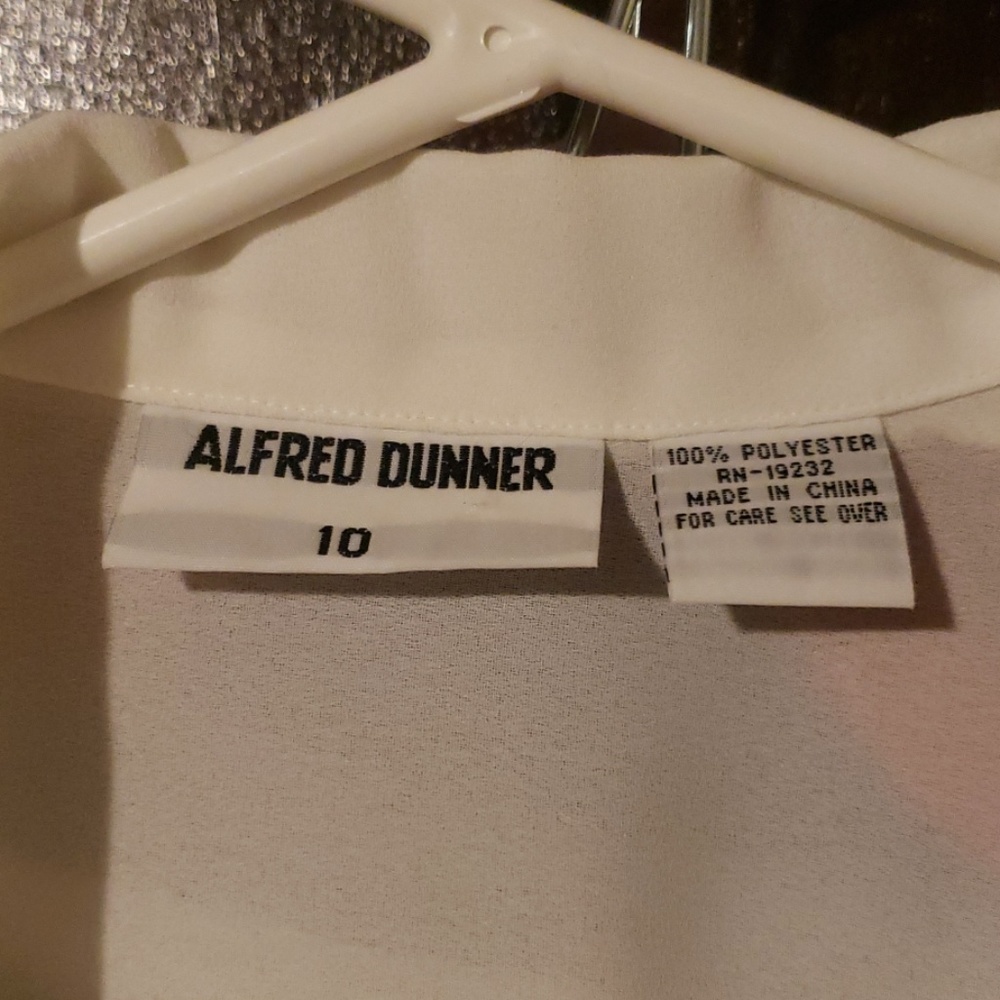 ALFRED DUNNER
10
100% POLYESTER
RN-19232
MADE IN CHINA
FOR CARE SEE OVER